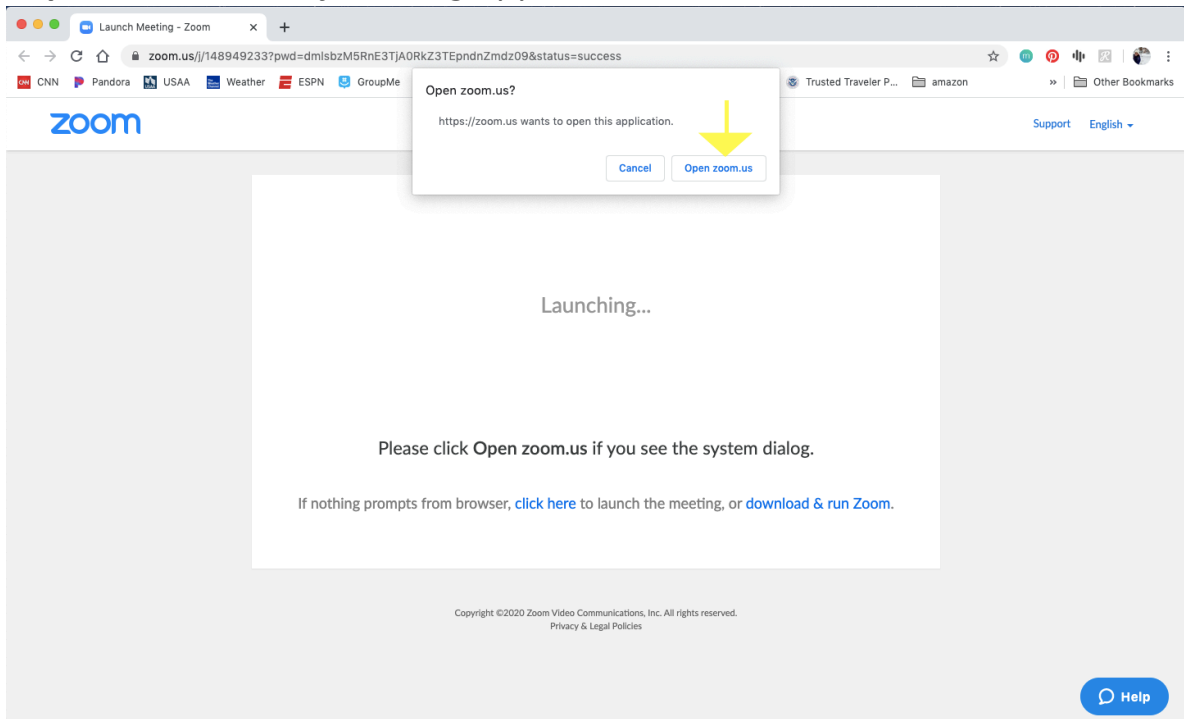 Launch Meeting - Zoom
zoom.us/j/148949233?pwd=dmlsbzM5RnE3TjA0RkZ3TEpndnZmdz09&status=success
CNN Pandora USAA Weather ESPN GroupMe Trusted Traveler P... amazon » Other Bookmarks
Open zoom.us?
https://zoom.us wants to open this application.
Cancel Open zoom.us
zoom Support English
Launching...
Please click Open zoom.us if you see the system dialog.
If nothing prompts from browser, click here to launch the meeting, or download & run Zoom.
Copyright ©2020 Zoom Video Communications, Inc. All rights reserved.
Privacy & Legal Policies
Help